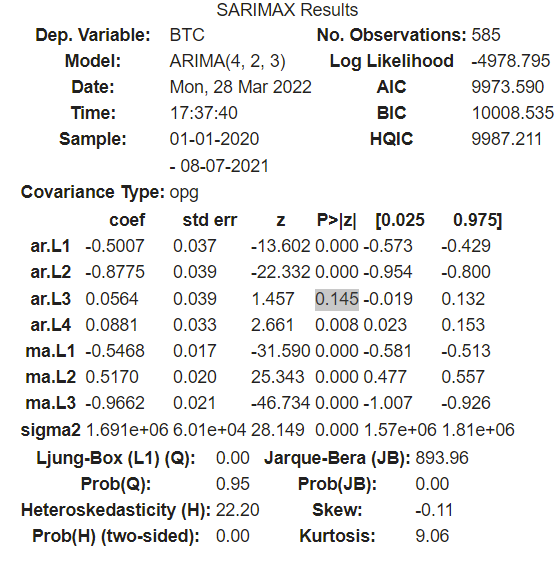 SARIMAX Results
Dep. Variable: BTC No. Observations: 585
Model: ARIMA(4, 2, 3) Log Likelihood -4978.795
Date: Mon, 28 Mar 2022 AIC 9973.590
Time: 17:37:40 BIC 10008.535
Sample: 01-01-2020 HQIC 9987.211
- 08-07-2021
Covariance Type: opg
coef std err z P>|z| [0.025 0.975]
ar.L1 -0.5007 0.037 -13.602 0.000 -0.573 -0.429
ar.L2 -0.8775 0.039 -22.332 0.000 -0.954 -0.800
ar.L3 0.0564 0.039 1.457 0.145 -0.019 0.132
ar.L4 0.0881 0.033 2.661 0.008 0.023 0.153
ma.L1 -0.5468 0.017 -31.590 0.000 -0.581 -0.513
ma.L2 0.5170 0.020 25.343 0.000 0.477 0.557
ma.L3 -0.9662 0.021 -46.734 0.000 -1.007 -0.926
sigma2 1.691e+06 6.01e+04 28.149 0.000 1.57e+06 1.81e+06
Ljung-Box (L1) (Q): 0.00 Jarque-Bera (JB): 893.96
Prob(Q): 0.95 Prob(JB): 0.00
Heteroskedasticity (H): 22.20 Skew: -0.11
Prob(H) (two-sided): 0.00 Kurtosis: 9.06